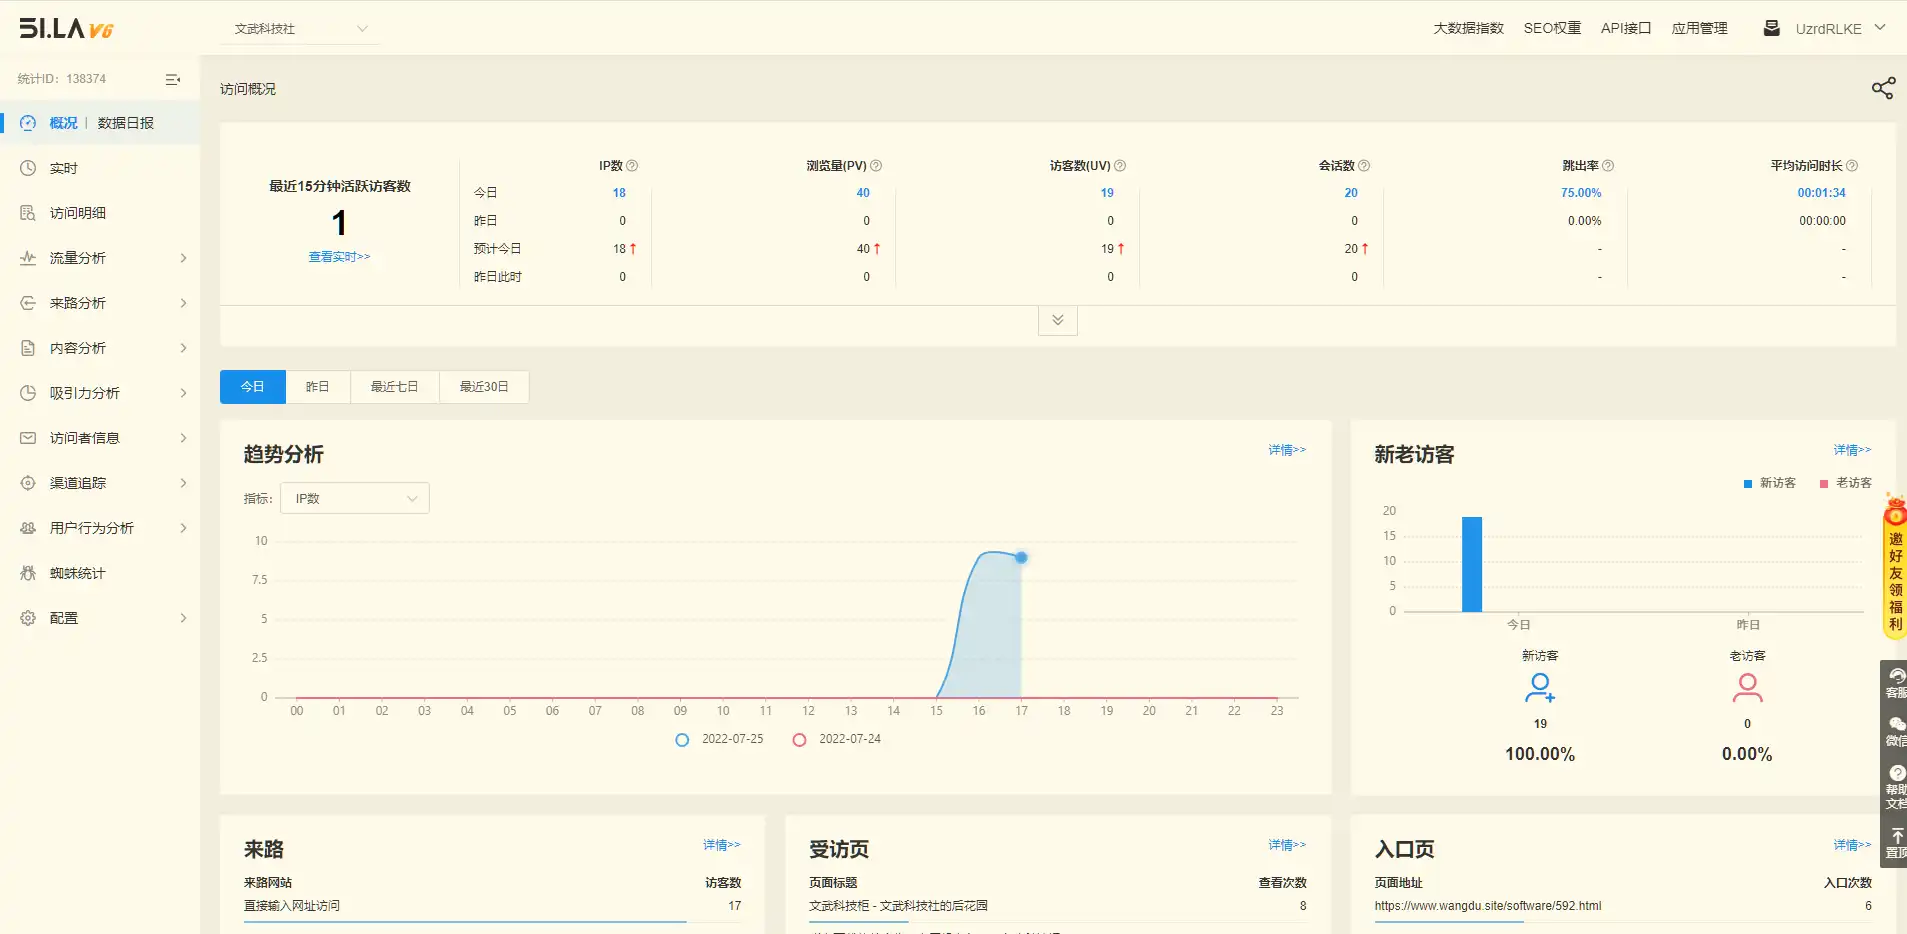 51.LA V6
文武科技社
大数据指数 SEO权重 API接口 应用管理 UzrdRLKE
统计ID: 138374
概况 | 数据日报
实时
访问明细
流量分析
来路分析
内容分析
吸引力分析
访问者信息
渠道追踪
用户行为分析
蜘蛛统计
配置
访问概况
最近15分钟活跃访客数
1
查看实时>>
IP数 浏览量(PV) 访客数(UV) 会话数 跳出率 平均访问时长
今日 18 40 19 20 75.00% 00:01:34
昨日 0 0 0 0 0.00% 00:00:00
预计今日 18↑ 40↑ 19↑ 20↑ - -
昨日此时 0 0 0 0 - -
今日 昨日 最近七日 最近30日
趋势分析 详情>>
指标: IP数
10
7.5
5
2.5
0
00 01 02 03 04 05 06 07 08 09 10 11 12 13 14 15 16 17 18 19 20 21 22 23
2022-07-25 2022-07-24
新老访客 详情>>
新访客 老访客
20
15
10
5
0
今日 昨日
新访客 老访客
19 0
100.00% 0.00%
邀好友领福利
客服
微信
帮助
文档
置顶
来路 详情>>
来路网站 访客数
直接输入网址访问 17
受访页 详情>>
页面标题 查看次数
文武科技柜 - 文武科技社的后花园 8
入口页 详情>>
页面地址 入口次数
https://www.wangdu.site/software/592.html 6